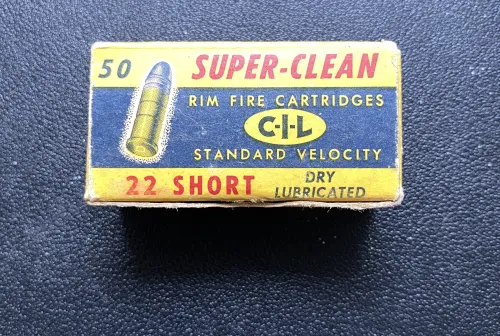 50 SUPER-CLEAN
RIM FIRE CARTRIDGES
C-I-L
STANDARD VELOCITY
22 SHORT DRY
LUBRICATED